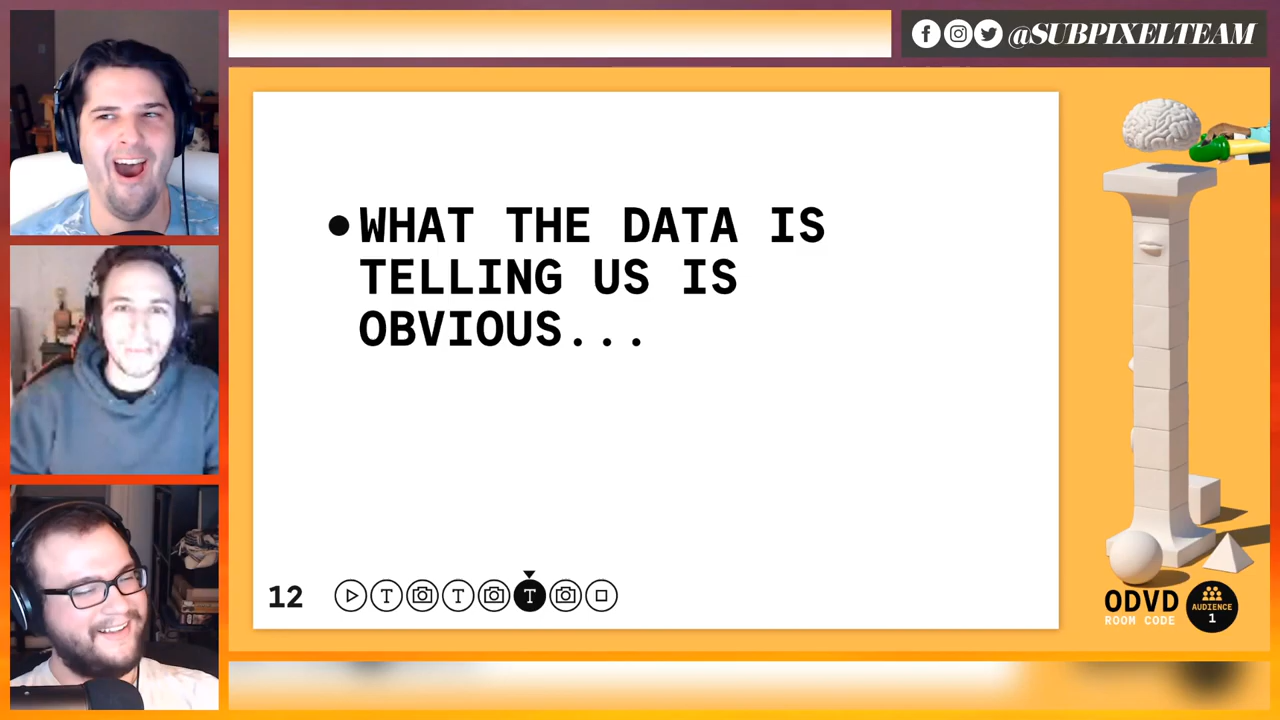 @SUBPIXELTEAM
•WHAT THE DATA IS
TELLING US IS
OBVIOUS...
12
T
T
T
ODVD
ROOM CODE
AUDIENCE
1